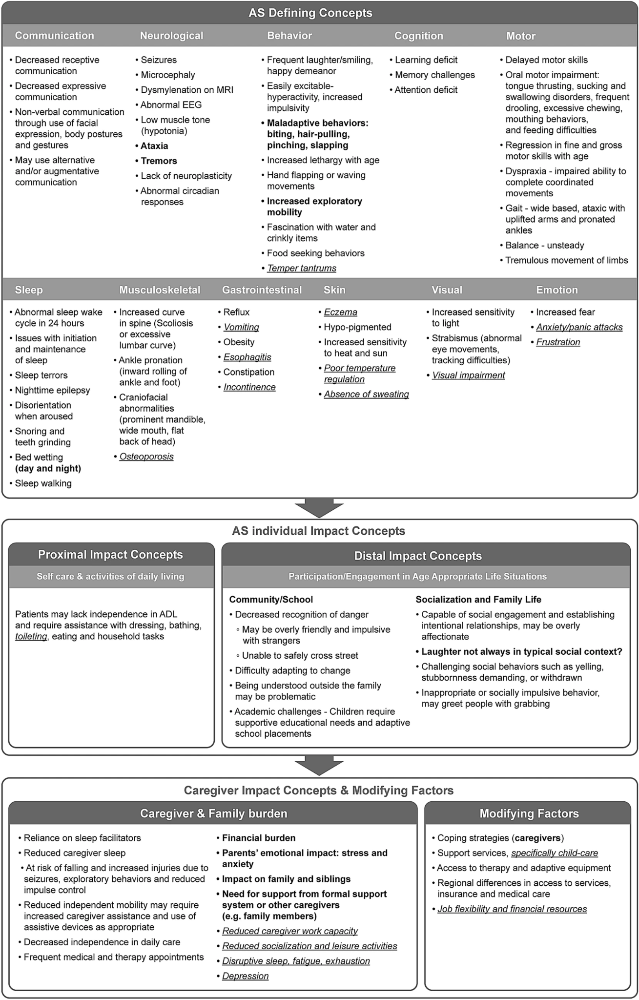 AS Defining Concepts
Communication
• Decreased receptive
communication
• Decreased expressive
communication
• Non-verbal communication
through use of facial
expression, body postures
and gestures
• May use alternative
and/or augmentative
communication
Neurological
• Seizures
• Microcephaly
• Dysmylenation on MRI
• Abnormal EEG
• Low muscle tone
(hypotonia)
• Ataxia
• Tremors
• Lack of neuroplasticity
• Abnormal circadian
responses
Behavior
• Frequent laughter/smiling,
happy demeanor
• Easily excitable-
hyperactivity, increased
impulsivity
• Maladaptive behaviors:
biting, hair-pulling,
pinching, slapping
• Increased lethargy with age
• Hand flapping or waving
movements
• Increased exploratory
mobility
• Fascination with water and
crinkly items
• Food seeking behaviors
• Temper tantrums
Cognition
• Learning deficit
• Memory challenges
• Attention deficit
Motor
• Delayed motor skills
• Oral motor impairment:
tongue thrusting, sucking and
swallowing disorders, frequent
drooling, excessive chewing,
mouthing behaviors,
and feeding difficulties
• Regression in fine and gross
motor skills with age
• Dyspraxia - impaired ability to
complete coordinated
movements
• Gait - wide based, ataxic with
uplifted arms and pronated
ankles
• Balance - unsteady
• Tremulous movement of limbs
Sleep
• Abnormal sleep wake
cycle in 24 hours
• Issues with initiation
and maintenance
of sleep
• Sleep terrors
• Nighttime epilepsy
• Disorientation
when aroused
• Snoring and
teeth grinding
• Bed wetting
(day and night)
• Sleep walking
Musculoskeletal
• Increased curve
in spine (Scoliosis
or excessive
lumbar curve)
• Ankle pronation
(inward rolling of
ankle and foot)
• Craniofacial
abnormalities
(prominent mandible,
wide mouth, flat
back of head)
• Osteoporosis
Gastrointestinal
• Reflux
• Vomiting
• Obesity
• Esophagitis
• Constipation
• Incontinence
Skin
• Eczema
• Hypo-pigmented
• Increased sensitivity
to heat and sun
• Poor temperature
regulation
• Absence of sweating
Visual
• Increased sensitivity
to light
• Strabismus (abnormal
eye movements,
tracking difficulties)
• Visual impairment
Emotion
• Increased fear
• Anxiety/panic attacks
• Frustration
AS individual Impact Concepts
Proximal Impact Concepts
Self care & activities of daily living
Patients may lack independence in ADL
and require assistance with dressing, bathing,
toileting, eating and household tasks
Distal Impact Concepts
Participation/Engagement in Age Appropriate Life Situations
Community/School
• Decreased recognition of danger
◦ May be overly friendly and impulsive
with strangers
◦ Unable to safely cross street
• Difficulty adapting to change
• Being understood outside the family
may be problematic
• Academic challenges - Children require
supportive educational needs and adaptive
school placements
Socialization and Family Life
• Capable of social engagement and establishing
intentional relationships, may be overly
affectionate
• Laughter not always in typical social context?
• Challenging social behaviors such as yelling,
stubbornness demanding, or withdrawn
• Inappropriate or socially impulsive behavior,
may greet people with grabbing
Caregiver Impact Concepts & Modifying Factors
Caregiver & Family burden
• Reliance on sleep facilitators
• Reduced caregiver sleep
• At risk of falling and increased injuries due to
seizures, exploratory behaviors and reduced
impulse control
• Reduced independent mobility may require
increased caregiver assistance and use of
assistive devices as appropriate
• Decreased independence in daily care
• Frequent medical and therapy appointments
• Financial burden
• Parents' emotional impact: stress and
anxiety
• Impact on family and siblings
• Need for support from formal support
system or other caregivers
(e.g. family members)
• Reduced caregiver work capacity
• Reduced socialization and leisure activities
• Disruptive sleep, fatigue, exhaustion
• Depression
Modifying Factors
• Coping strategies (caregivers)
• Support services, specifically child-care
• Access to therapy and adaptive equipment
• Regional differences in access to services,
insurance and medical care
• Job flexibility and financial resources